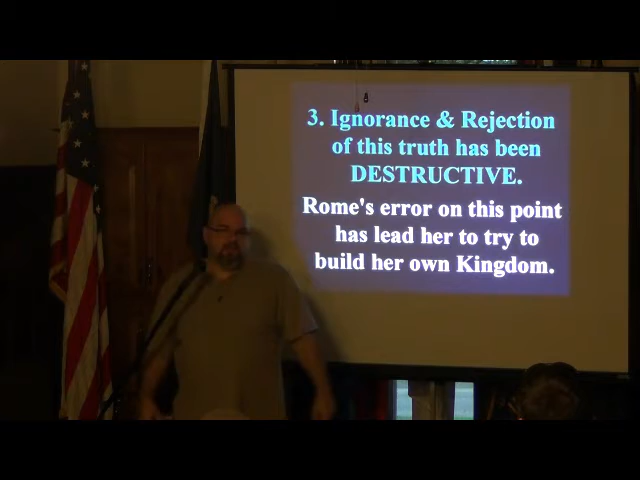 3. Ignorance & Rejection
of this truth has been
DESTRUCTIVE.
Rome's error on this point
has lead her to try to
build her own Kingdom.